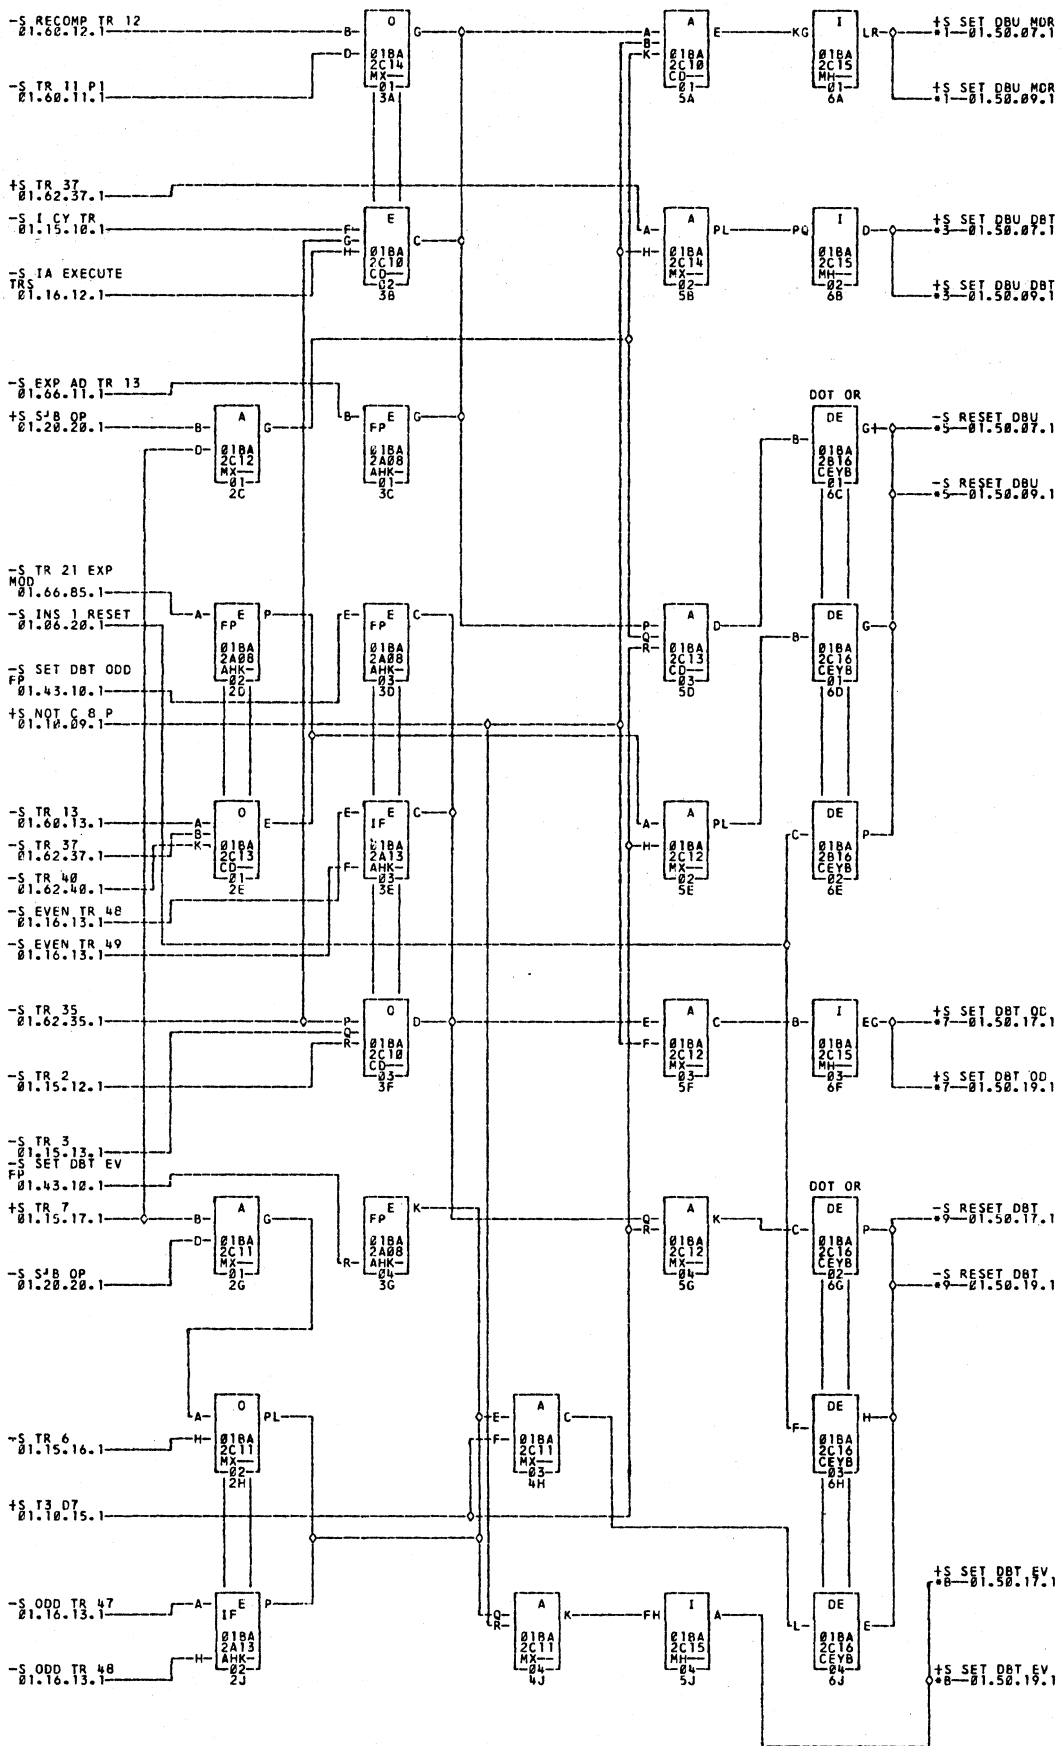 -S RECOMP TR 12
01.60.12.1
-S TR 11 P1
01.60.11.1
+S TR 37
01.62.37.1
-S I CY TR
01.15.10.1
-S IA EXECUTE
TRS
01.16.12.1
-S EXP AD TR 13
01.66.11.1
+S OP
01.20.20.1
-S TR 21 EXP
MOD
01.66.85.1
-S INS 1 RESET
01.06.20.1
-S SET DBT ODD
FP
01.43.10.1
+S NOT C 8 P
01.10.09.1
-S TR 13
01.60.13.1
-S TR 37
01.62.37.1
-S TR 40
01.62.40.1
-S EVEN TR 48
01.16.13.1
-S EVEN TR 49
01.16.13.1
-S TR 35
01.62.35.1
-S TR 2
01.15.12.1
-S TR 3
01.15.13.1
-S SET DBT EV
FP
01.43.10.1
+S TR 7
01.15.17.1
-S OP
01.20.20.1
-S TR 6
01.15.16.1
+S T3 D7
01.10.15.1
-S ODD TR 47
01.16.13.1
-S ODD TR 48
01.16.13.1
B A G
D
01BA
2C12
MX--
01
2C
A E P
FP
01BA
2A08
AHK-
02
2D
A O E
B
K
01BA
2C13
CD--
01
2E
B A G
D
01BA
2C11
MX--
01
2G
A O PL
H
01BA
2C11
MX--
02
2H
A E P
IF
H
01BA
2A13
AHK-
02
2J
B O G
D
01BA
2C14
MX--
01
3A
F E C
G
H
01BA
2C10
CD--
02
3B
B E G
FP
01BA
2A08
AHK-
01
3C
E E C
FP
01BA
2A08
AHK-
03
3D
E E C
IF
F
01BA
2A13
AHK-
03
3E
P O D
Q
R
01BA
2C10
CD--
03
3F
E K
FP
R
01BA
2A08
AHK-
04
3G
E A C
F
01BA
2C11
MX--
03
4H
Q A K
R
01BA
2C11
MX--
04
4J
A A E
B
K
01BA
2C10
CD--
01
5A
A A PL
H
01BA
2C14
MX--
02
5B
P A D
Q
R
01BA
2C13
CD--
03
5D
A A PL
H
01BA
2C12
MX--
02
5E
E A C
F
01BA
2C12
MX--
03
5F
Q A K
R
01BA
2C12
MX--
04
5G
FH I A
01BA
2C15
MH--
04
5J
KG I LR
01BA
2C15
MH--
01
6A
PQ I D
01BA
2C15
MH--
02
6B
DOT OR
B DE G
01BA
2B16
CEYB
01
6C
B DE G
01BA
2C16
CEYB
01
6D
C DE P
01BA
2B16
CEYB
02
6E
B I EG
01BA
2C15
MH--
03
6F
DOT OR
C DE P
01BA
2C16
CEYB
02
6G
F DE H
01BA
2C16
CEYB
03
6H
L DE E
01BA
2C16
CEYB
04
6J
+S SET DBU MDR
*1--01.50.07.1
+S SET DBU MDR
*1--01.50.09.1
+S SET DBU DBT
*3--01.50.07.1
+S SET DBU DBT
*3--01.50.09.1
-S RESET DBU
*5--01.50.07.1
-S RESET DBU
*5--01.50.09.1
+S SET DBT OD
*7--01.50.17.1
+S SET DBT OD
*7--01.50.19.1
-S RESET DBT
*9--01.50.17.1
-S RESET DBT
*9--01.50.19.1
+S SET DBT EV
*8--01.50.17.1
+S SET DBT EV
*8--01.50.19.1